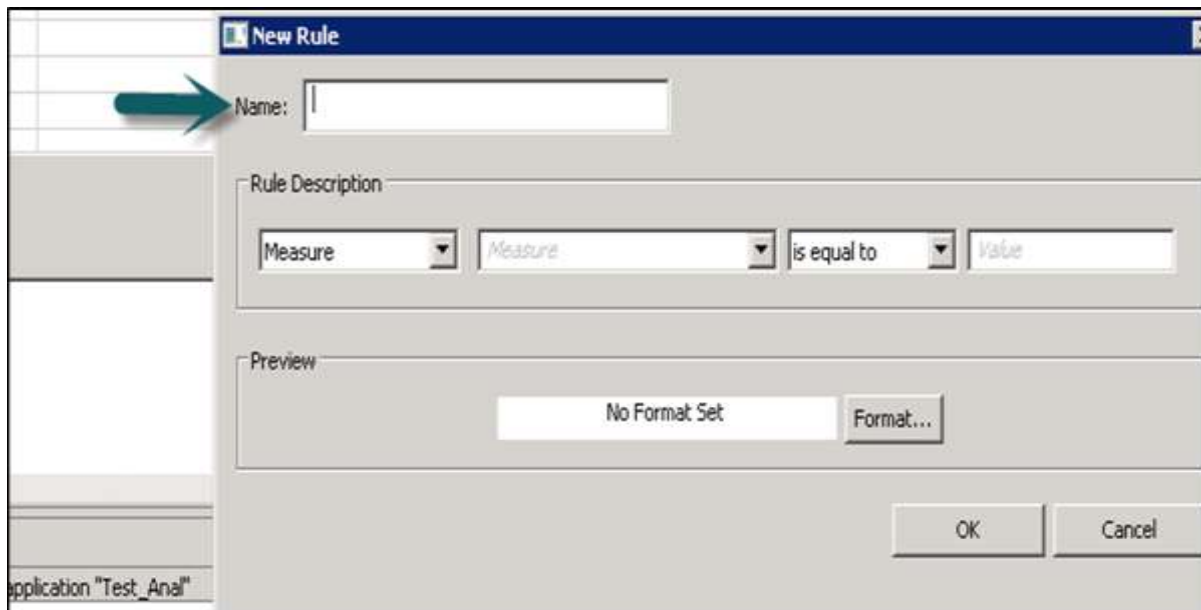 New Rule
Name:
Rule Description
Measure Measure is equal to Value
Preview
No Format Set Format...
OK Cancel
application "Test_Anal"